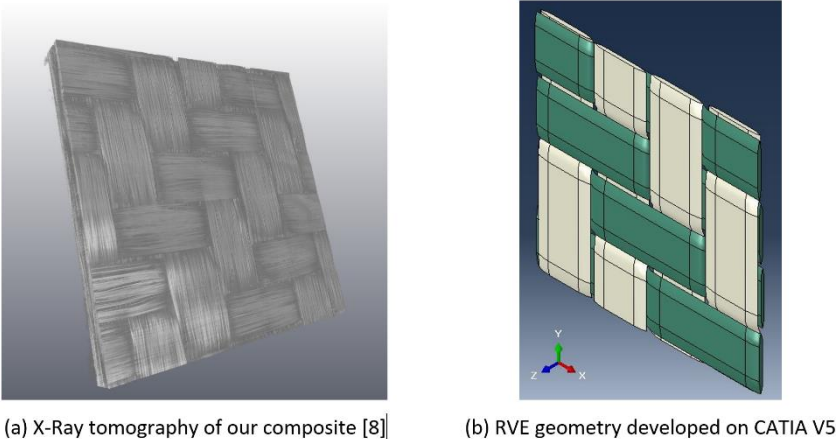 Y
Z
X
(a) X-Ray tomography of our composite [8]
(b) RVE geometry developed on CATIA V5